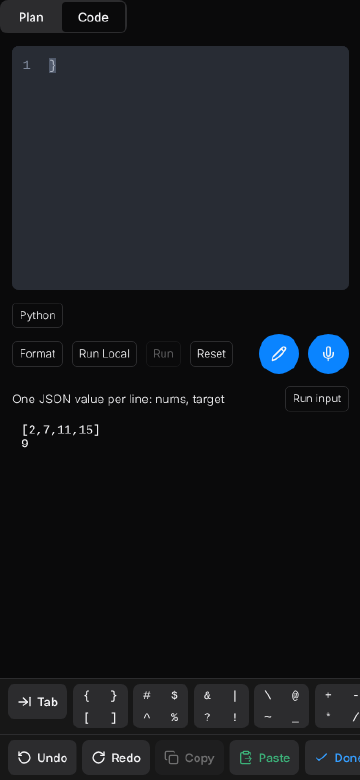 Plan Code
1 }
Python
Format Run Local Run Reset
One JSON value per line: nums, target Run input
[2,7,11,15]
9
Tab { } # $ & | \ @ + -
[ ] ^ % ? ! ~ _ * /
Undo Redo Copy Paste Done